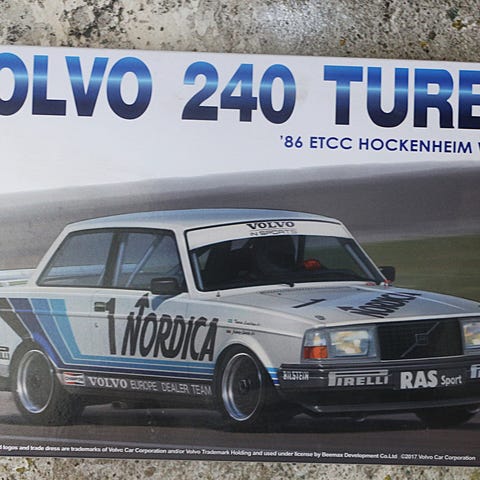 OLVO 240 TURB
'86 ETCC HOCKENHEIM W
VOLVO
IN SPORTS
1 NORDICA
NORDICA
BILSTEIN
PIRELLI
RAS Sport
VOLVO EUROPE DEALER TEAM
logos and trade dress are trademarks of Volvo Car Corporation and/or Volvo Trademark Holding and used under license by Beemax Development Co.Ltd ©2017 Volvo Car Corporation